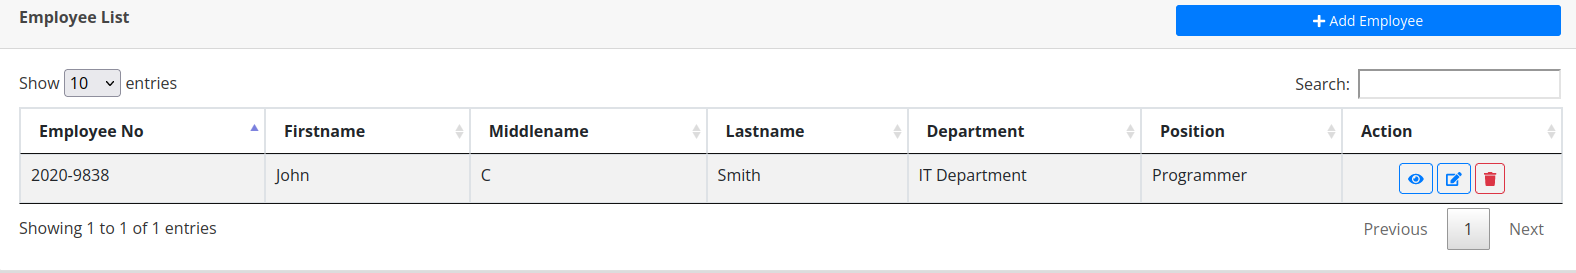 Employee List
Add Employee
Show 10 entries
Search:
Employee No Firstname Middlename Lastname Department Position Action
2020-9838 John C Smith IT Department Programmer
Showing 1 to 1 of 1 entries
Previous 1 Next